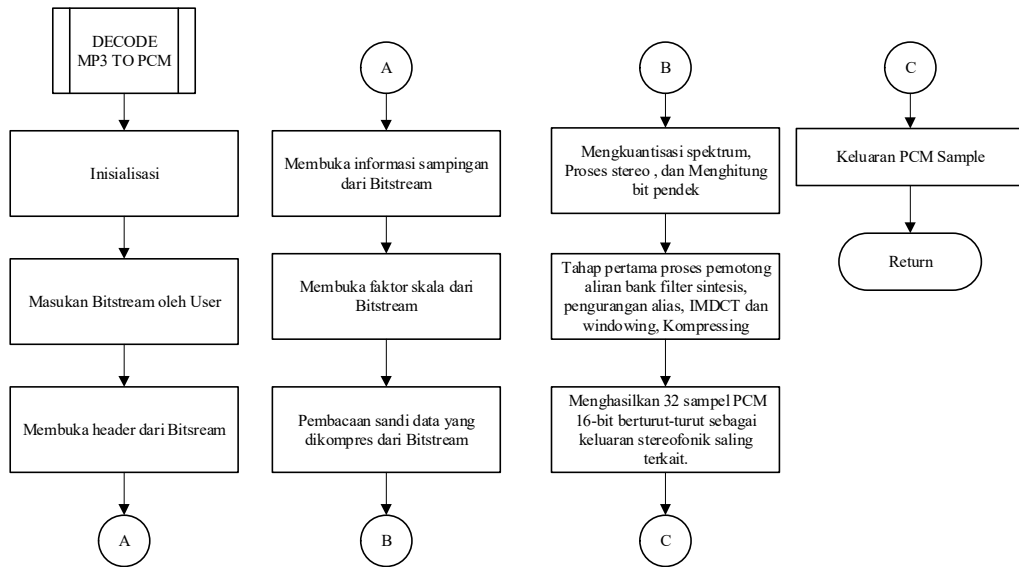 DECODE
MP3 TO PCM
Inisialisasi
Masukan Bitstream oleh User
Membuka header dari Bitsream
A
A
Membuka informasi sampingan
dari Bitstream
Membuka faktor skala dari
Bitstream
Pembacaan sandi data yang
dikompres dari Bitstream
B
B
Mengkuantisasi spektrum,
Proses stereo , dan Menghitung
bit pendek
Tahap pertama proses pemotong
aliran bank filter sintesis,
pengurangan alias, IMDCT dan
windowing, Kompressing
Menghasilkan 32 sampel PCM
16-bit berturut-turut sebagai
keluaran stereofonik saling
terkait.
C
C
Keluaran PCM Sample
Return